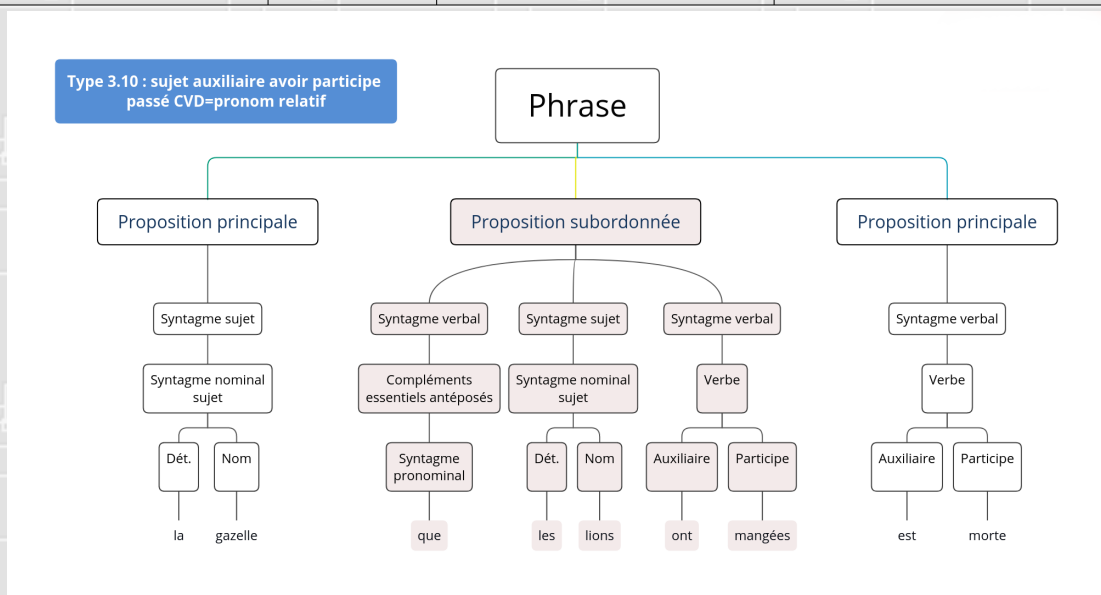 Type 3.10 : sujet auxiliaire avoir participe
passé CVD=pronom relatif
Phrase
Proposition principale
Proposition subordonnée
Proposition principale
Syntagme sujet
Syntagme verbal
Syntagme sujet
Syntagme verbal
Syntagme verbal
Syntagme nominal
sujet
Compléments
essentiels antéposés
Syntagme nominal
sujet
Verbe
Verbe
Dét.
Nom
Syntagme
pronominal
Dét.
Nom
Auxiliaire
Participe
Auxiliaire
Participe
la
gazelle
que
les
lions
ont
mangées
est
morte